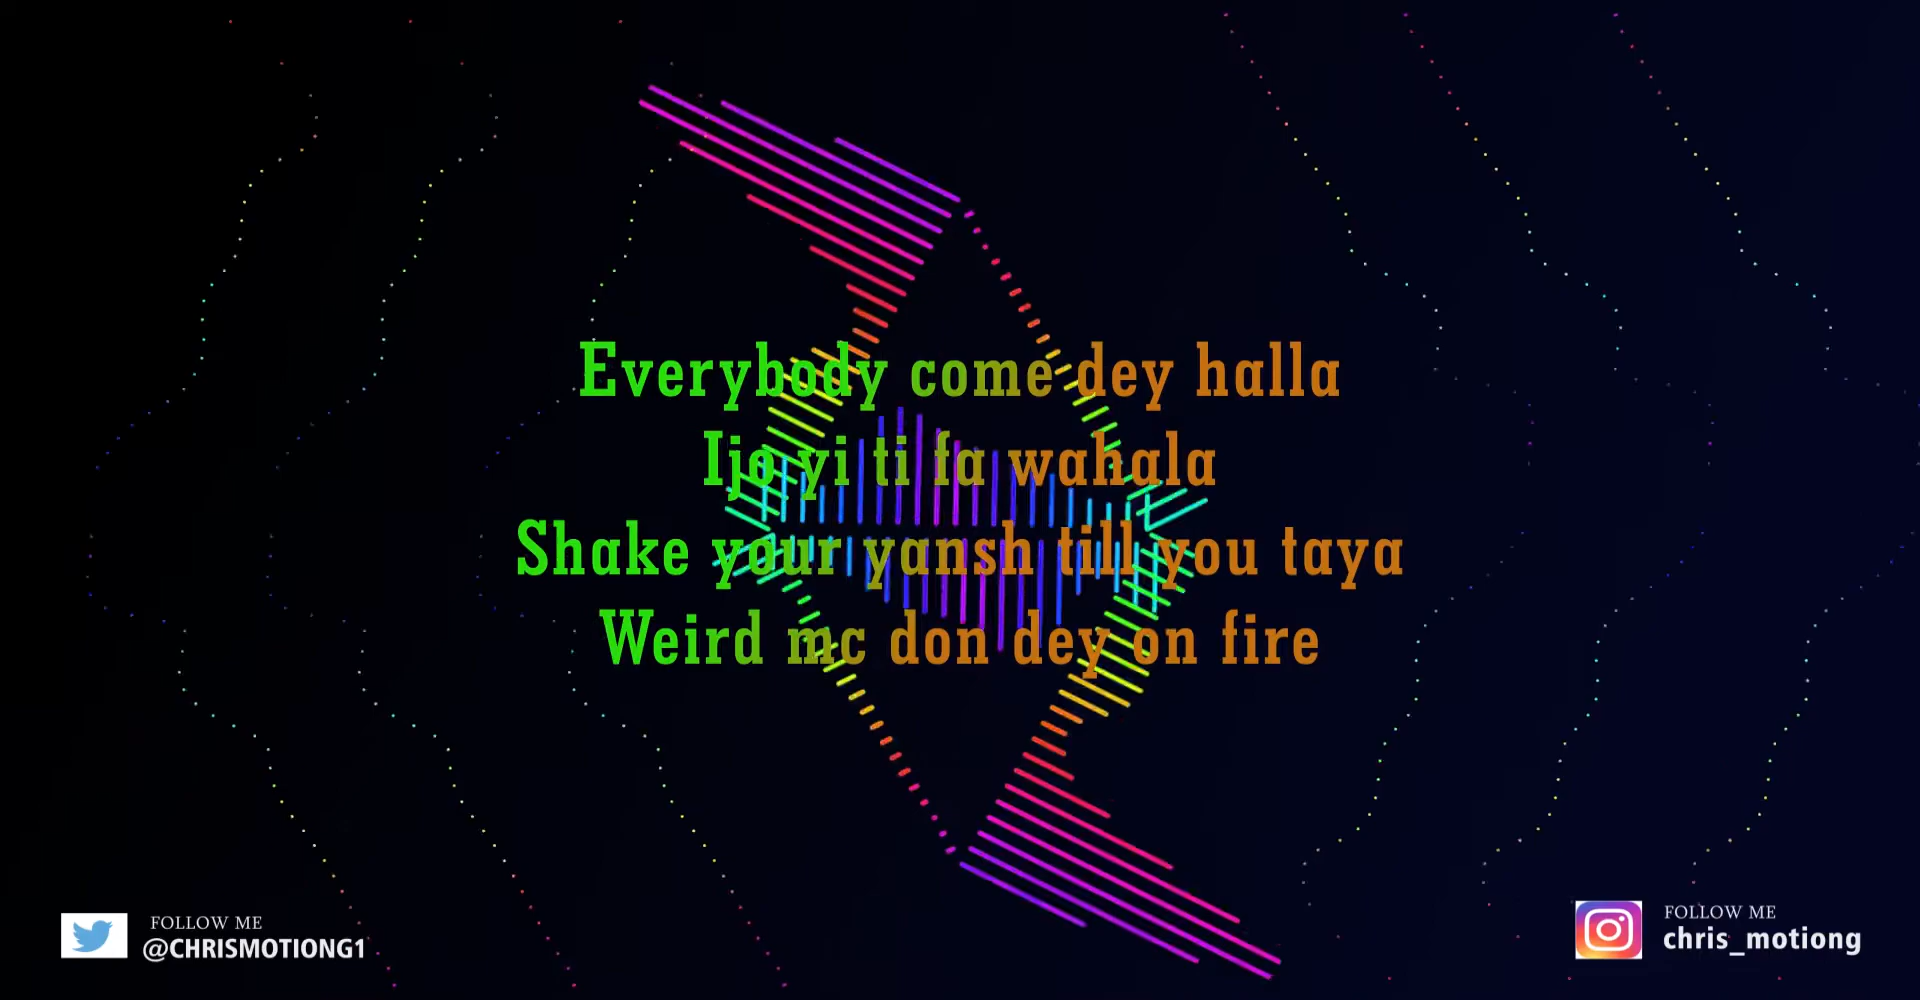 Everybody come dey halla
Ijo yi ti fa wahala
Shake your yansh till you taya
Weird mc don dey on fire
FOLLOW ME
@CHRISMOTIONG1
FOLLOW ME
chris_motiong